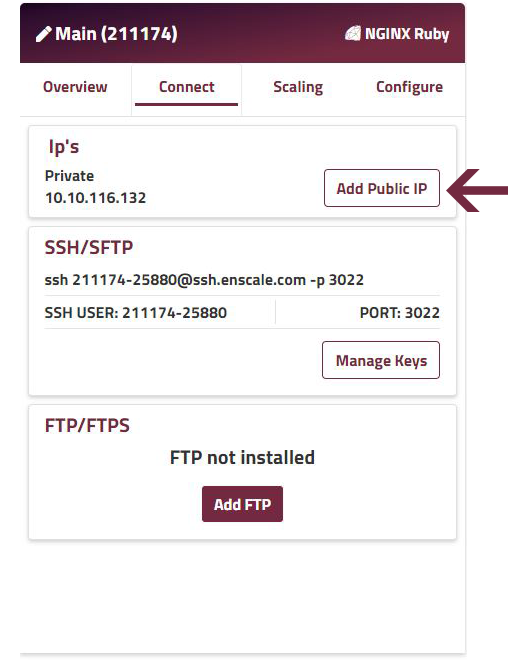 Main (211174)
NGINX Ruby
Overview
Connect
Scaling
Configure
Ip's
Private
10.10.116.132
Add Public IP
SSH/SFTP
ssh 211174-25880@ssh.enscale.com -p 3022
SSH USER: 211174-25880
PORT: 3022
Manage Keys
FTP/FTPS
FTP not installed
Add FTP